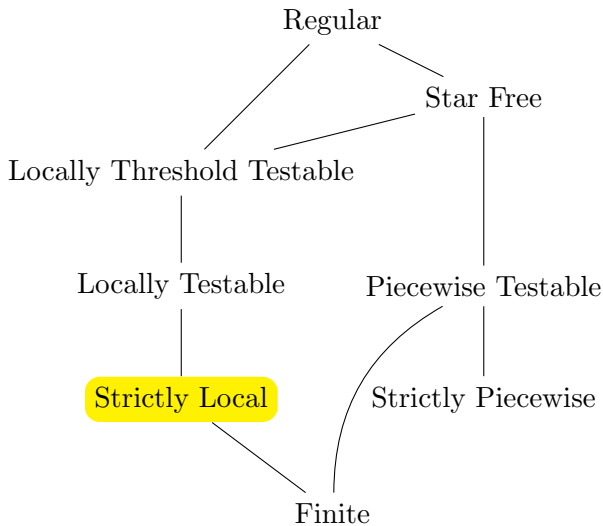 Regular
Star Free
Locally Threshold Testable
Locally Testable
Piecewise Testable
Strictly Local
Strictly Piecewise
Finite